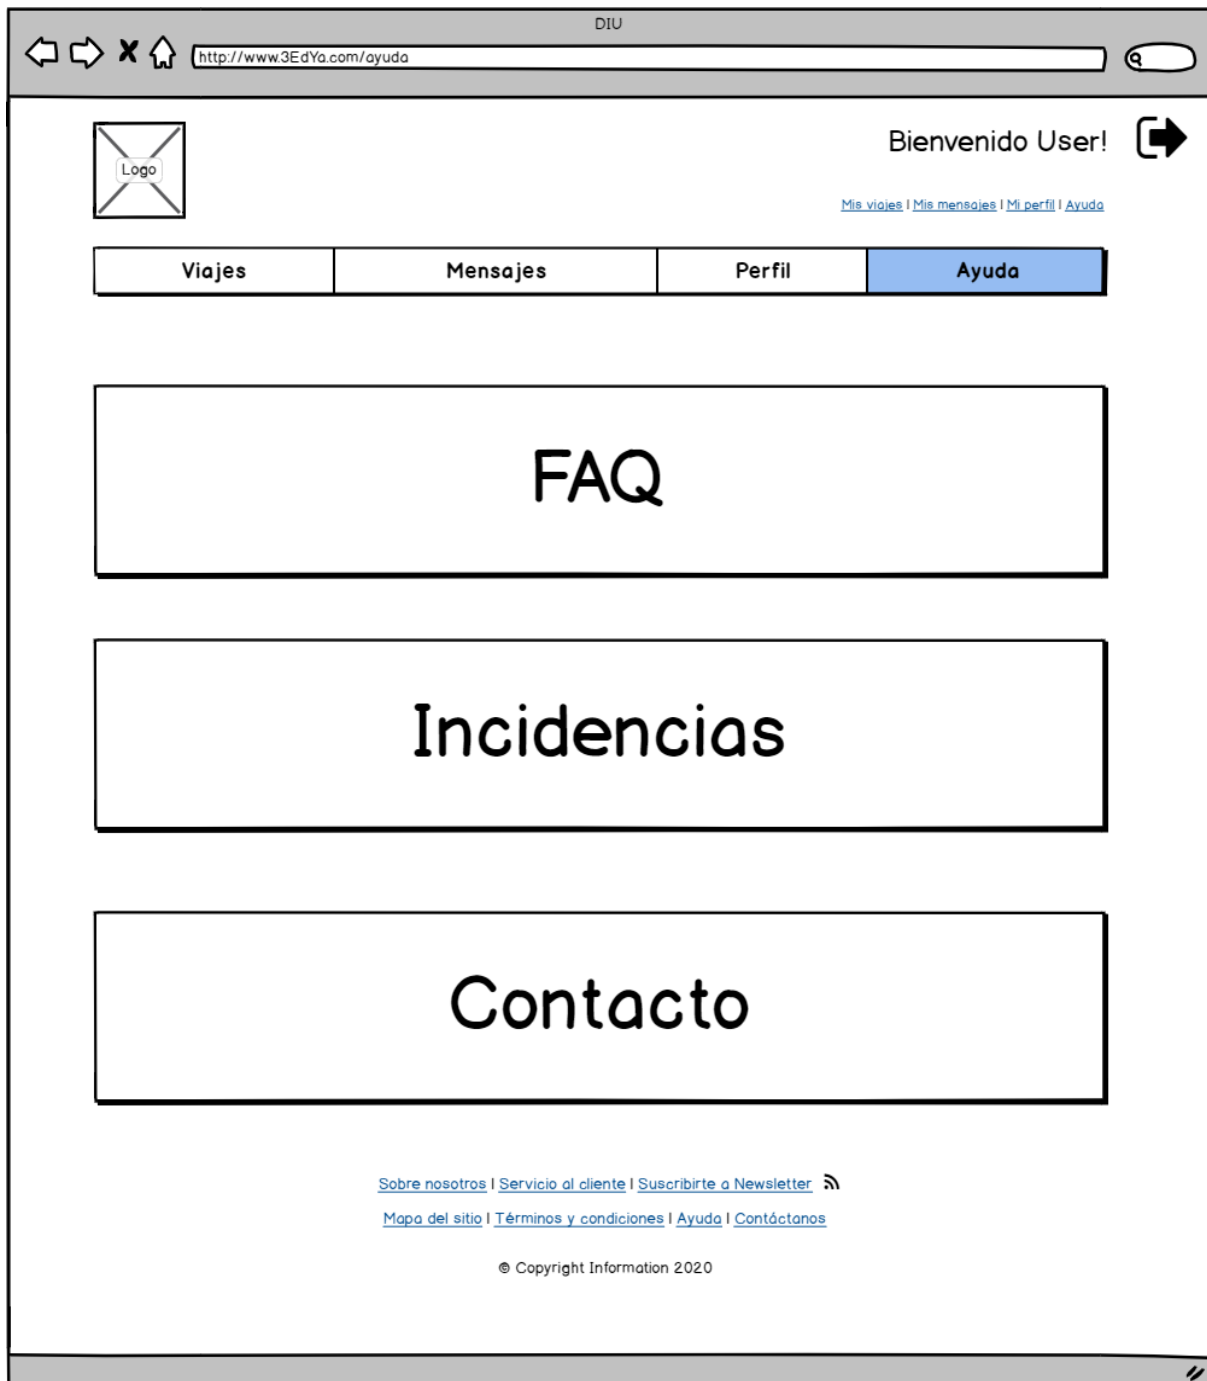 DIU
http://www.3EdYa.com/ayuda
Logo
Bienvenido User!
Mis viajes | Mis mensajes | Mi perfil | Ayuda
Viajes Mensajes Perfil Ayuda
FAQ
Incidencias
Contacto
Sobre nosotros | Servicio al cliente | Suscribirte a Newsletter
Mapa del sitio | Términos y condiciones | Ayuda | Contáctanos
© Copyright Information 2020